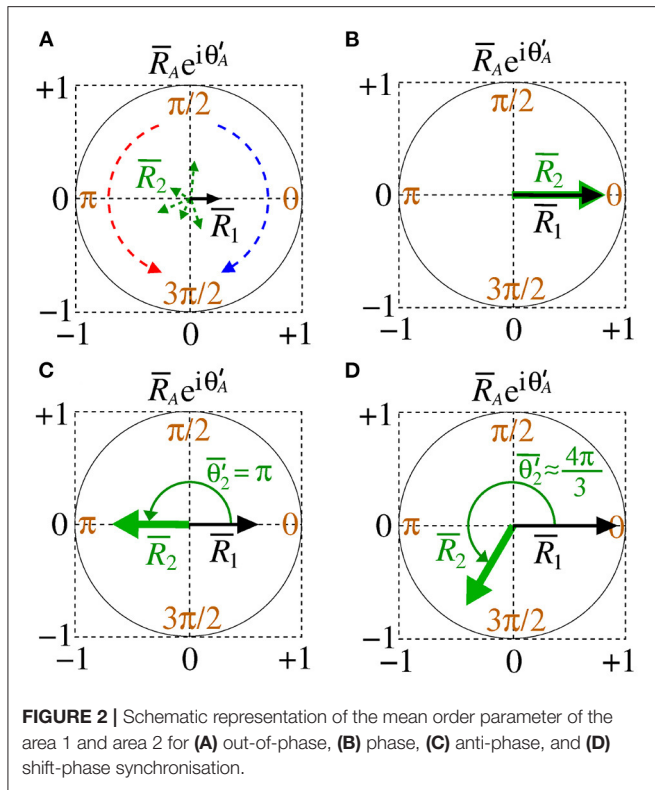 A
R̅_A e^{iθ′_A}
+1
π/2
R̅_2
0 π 0
R̅_1
3π/2
−1
−1 0 +1
B
R̅_A e^{iθ′_A}
+1
π/2
R̅_2
0 π 0
R̅_1
3π/2
−1
−1 0 +1
C
R̅_A e^{iθ′_A}
+1
π/2
θ̅′_2 = π
0 π 0
R̅_2 R̅_1
3π/2
−1
−1 0 +1
D
R̅_A e^{iθ′_A}
+1
π/2
θ̅′_2 ≈ 4π/3
0 π 0
R̅_2 R̅_1
3π/2
−1
−1 0 +1
FIGURE 2 | Schematic representation of the mean order parameter of the
area 1 and area 2 for (A) out-of-phase, (B) phase, (C) anti-phase, and (D)
shift-phase synchronisation.